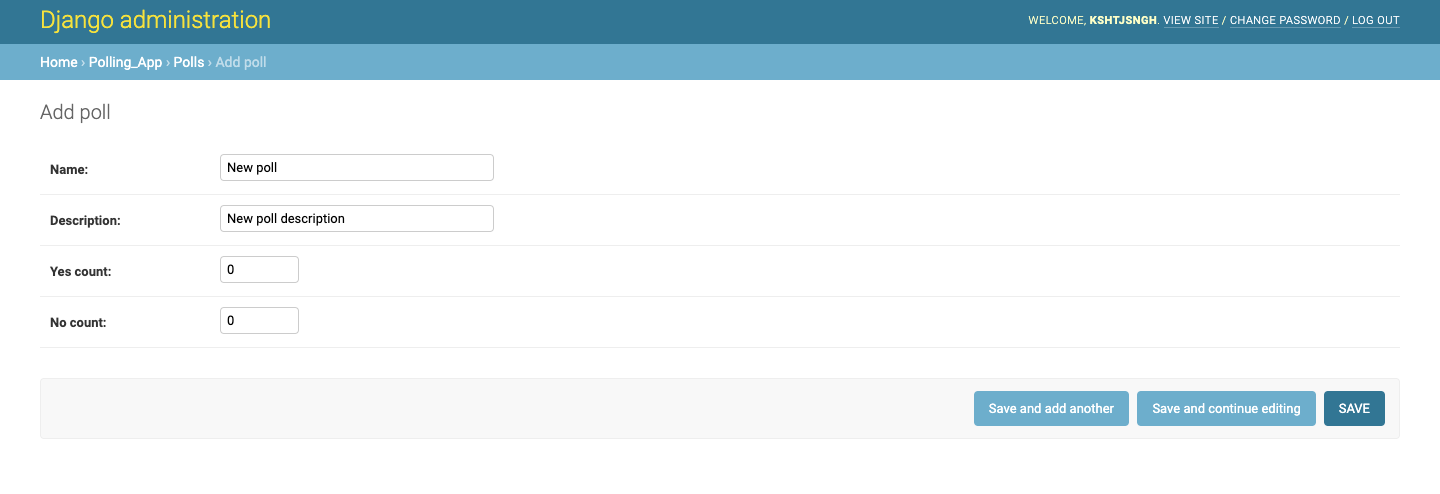 Django administration
WELCOME, KSHTJSNGH. VIEW SITE / CHANGE PASSWORD / LOG OUT
Home › Polling_App › Polls › Add poll
Add poll
Name: New poll
Description: New poll description
Yes count: 0
No count: 0
Save and add another Save and continue editing SAVE